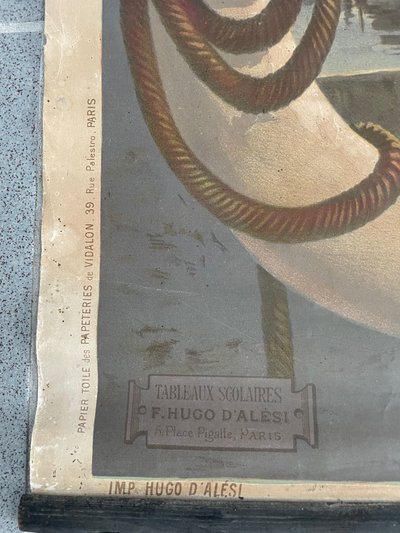 PAPIER TOILE des PAPETERIES de VIDALON. 39 Rue Palestro. PARIS
TABLEAUX SCOLAIRES
F. HUGO D'ALÉSI
5, Place Pigalle, PARIS
IMP. HUGO D'ALÉSI